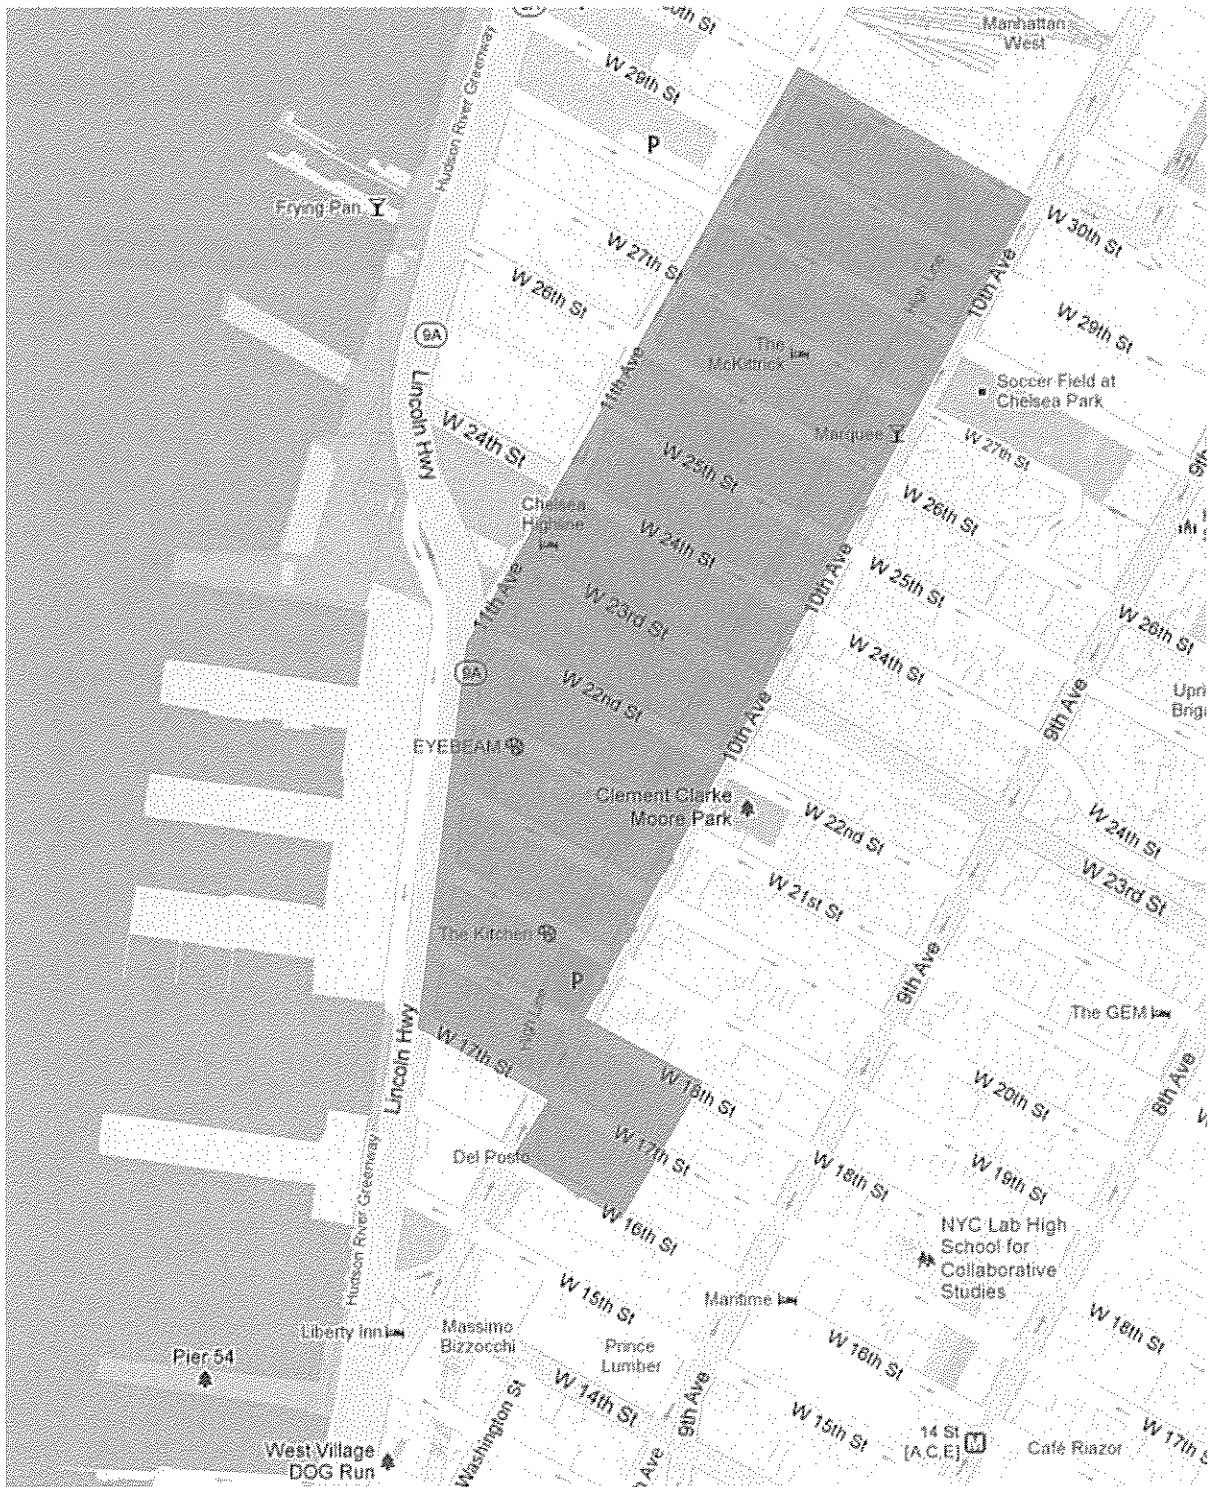 Manhattan
West
W 29th St
Hudson River Greenway
P
Frying Pan
W 30th St
W 27th St
W 26th St
10th Ave
High Line
W 29th St
9A
The
McKittrick
Soccer Field at
Chelsea Park
11th Ave
Lincoln Hwy
W 24th St
Marquee
W 27th St
W 25th St
W 26th St
Chelsea
Highline
W 24th St
10th Ave
W 25th St
11th Ave
W 23rd St
W 26th St
W 24th St
9A
W 22nd St
9th Ave
10th Ave
EYEBEAM
Clement Clarke
Moore Park
W 22nd St
W 24th St
W 23rd St
W 21st St
The Kitchen
9th Ave
P
The GEM
High Line
Lincoln Hwy
W 17th St
W 18th St
W 20th St
8th Ave
Del Posto
W 17th St
W 18th St
W 19th St
Hudson River Greenway
W 16th St
NYC Lab High
School for
Collaborative
Studies
W 15th St
Maritime
W 18th St
Liberty Inn
Massimo
Bizzocchi
Prince
Lumber
W 16th St
Pier 54
W 14th St
9th Ave
Washington St
W 15th St
14 St
[A,C,E]
M
Café Riazor
W 17th S
West Village
DOG Run